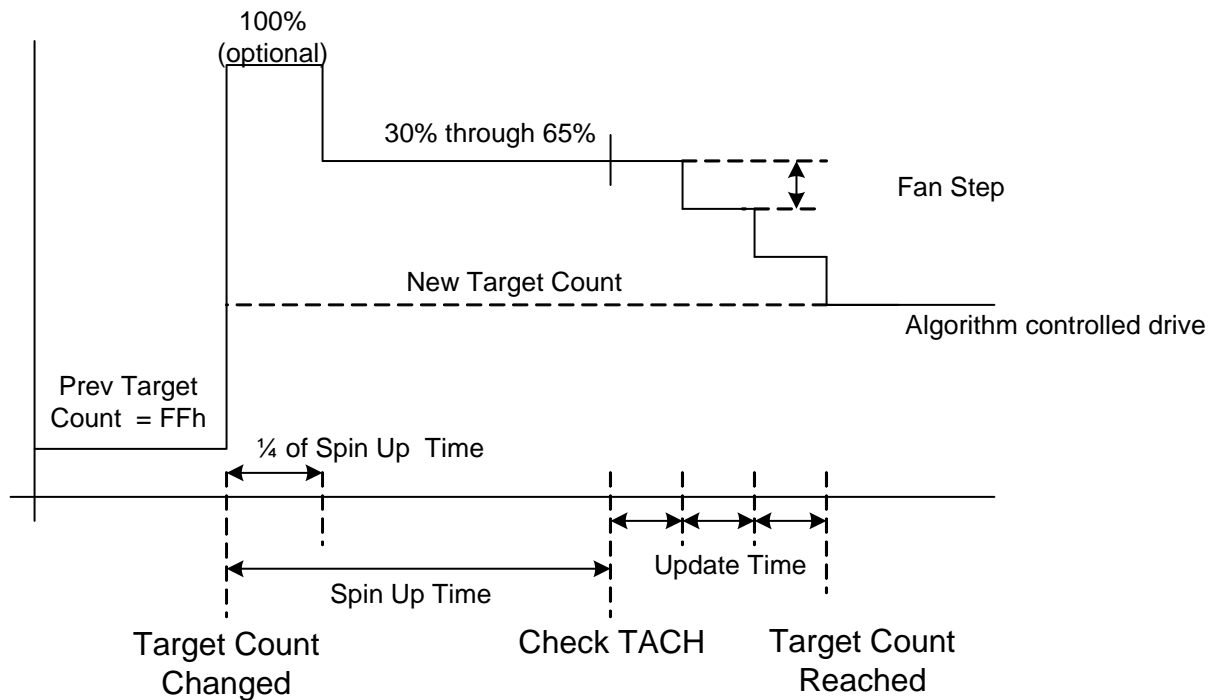 100%
(optional)
30% through 65%
Fan Step
New Target Count
Algorithm controlled drive
Prev Target
Count = FFh
¼ of Spin Up Time
Update Time
Spin Up Time
Target Count
Changed
Check TACH
Target Count
Reached